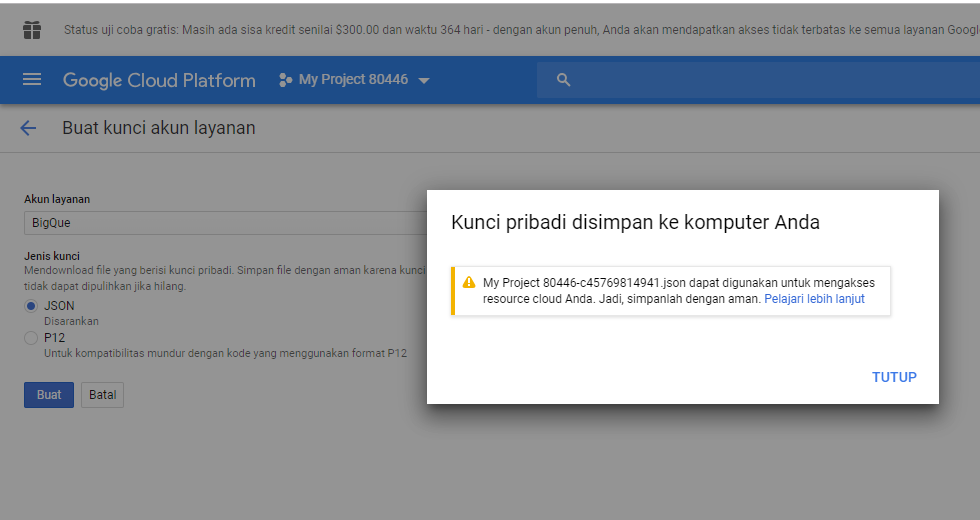 Status uji coba gratis: Masih ada sisa kredit senilai $300.00 dan waktu 364 hari - dengan akun penuh, Anda akan mendapatkan akses tidak terbatas ke semua layanan Googl
Google Cloud Platform
My Project 80446
Buat kunci akun layanan
Akun layanan
BigQue
Jenis kunci
Mendownload file yang berisi kunci pribadi. Simpan file dengan aman karena kunci
tidak dapat dipulihkan jika hilang.
JSON
Disarankan
P12
Untuk kompatibilitas mundur dengan kode yang menggunakan format P12
Buat
Batal
Kunci pribadi disimpan ke komputer Anda
My Project 80446-c45769814941.json dapat digunakan untuk mengakses
resource cloud Anda. Jadi, simpanlah dengan aman. Pelajari lebih lanjut
TUTUP